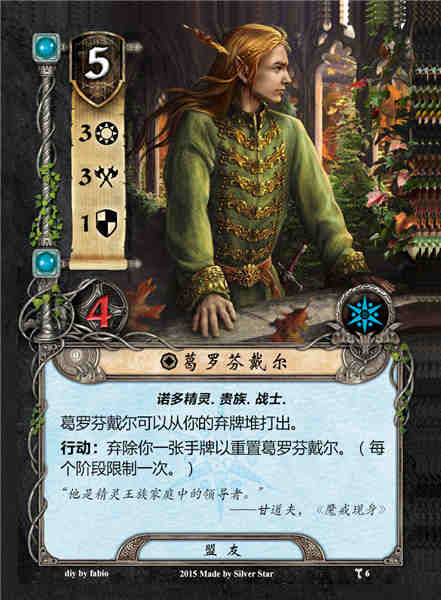 5
3
3
1
4
葛罗芬戴尔
诺多精灵. 贵族. 战士.
葛罗芬戴尔可以从你的弃牌堆打出。
行动：弃除你一张手牌以重置葛罗芬戴尔。（每
个阶段限制一次。）
“他是精灵王族家庭中的领导者。”
——甘道夫，《魔戒现身》
盟友
diy by fabio 2015 Made by Silver Star 6